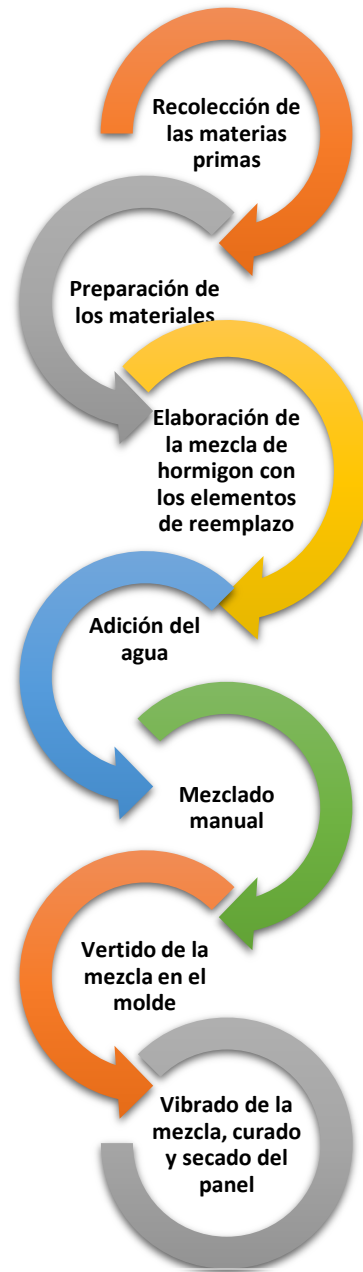 Recolección de
las materias
primas
Preparación de
los materiales
Elaboración de
la mezcla de
hormigon con
los elementos
de reemplazo
Adición del
agua
Mezclado
manual
Vertido de la
mezcla en el
molde
Vibrado de la
mezcla, curado
y secado del
panel